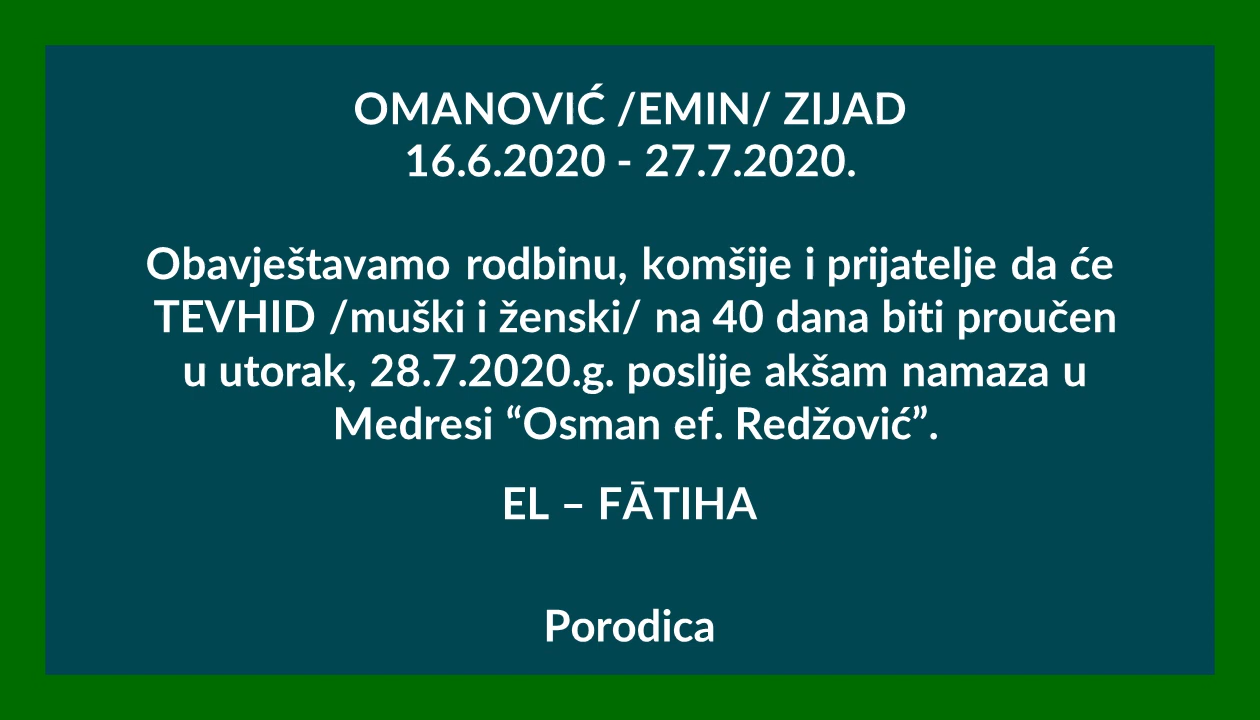 OMANOVIĆ /EMIN/ ZIJAD
16.6.2020 - 27.7.2020.
Obavještavamo rodbinu, komšije i prijatelje da će
TEVHID /muški i ženski/ na 40 dana biti proučen
u utorak, 28.7.2020.g. poslije akšam namaza u
Medresi “Osman ef. Redžović”.
EL – FĀTIHA
Porodica